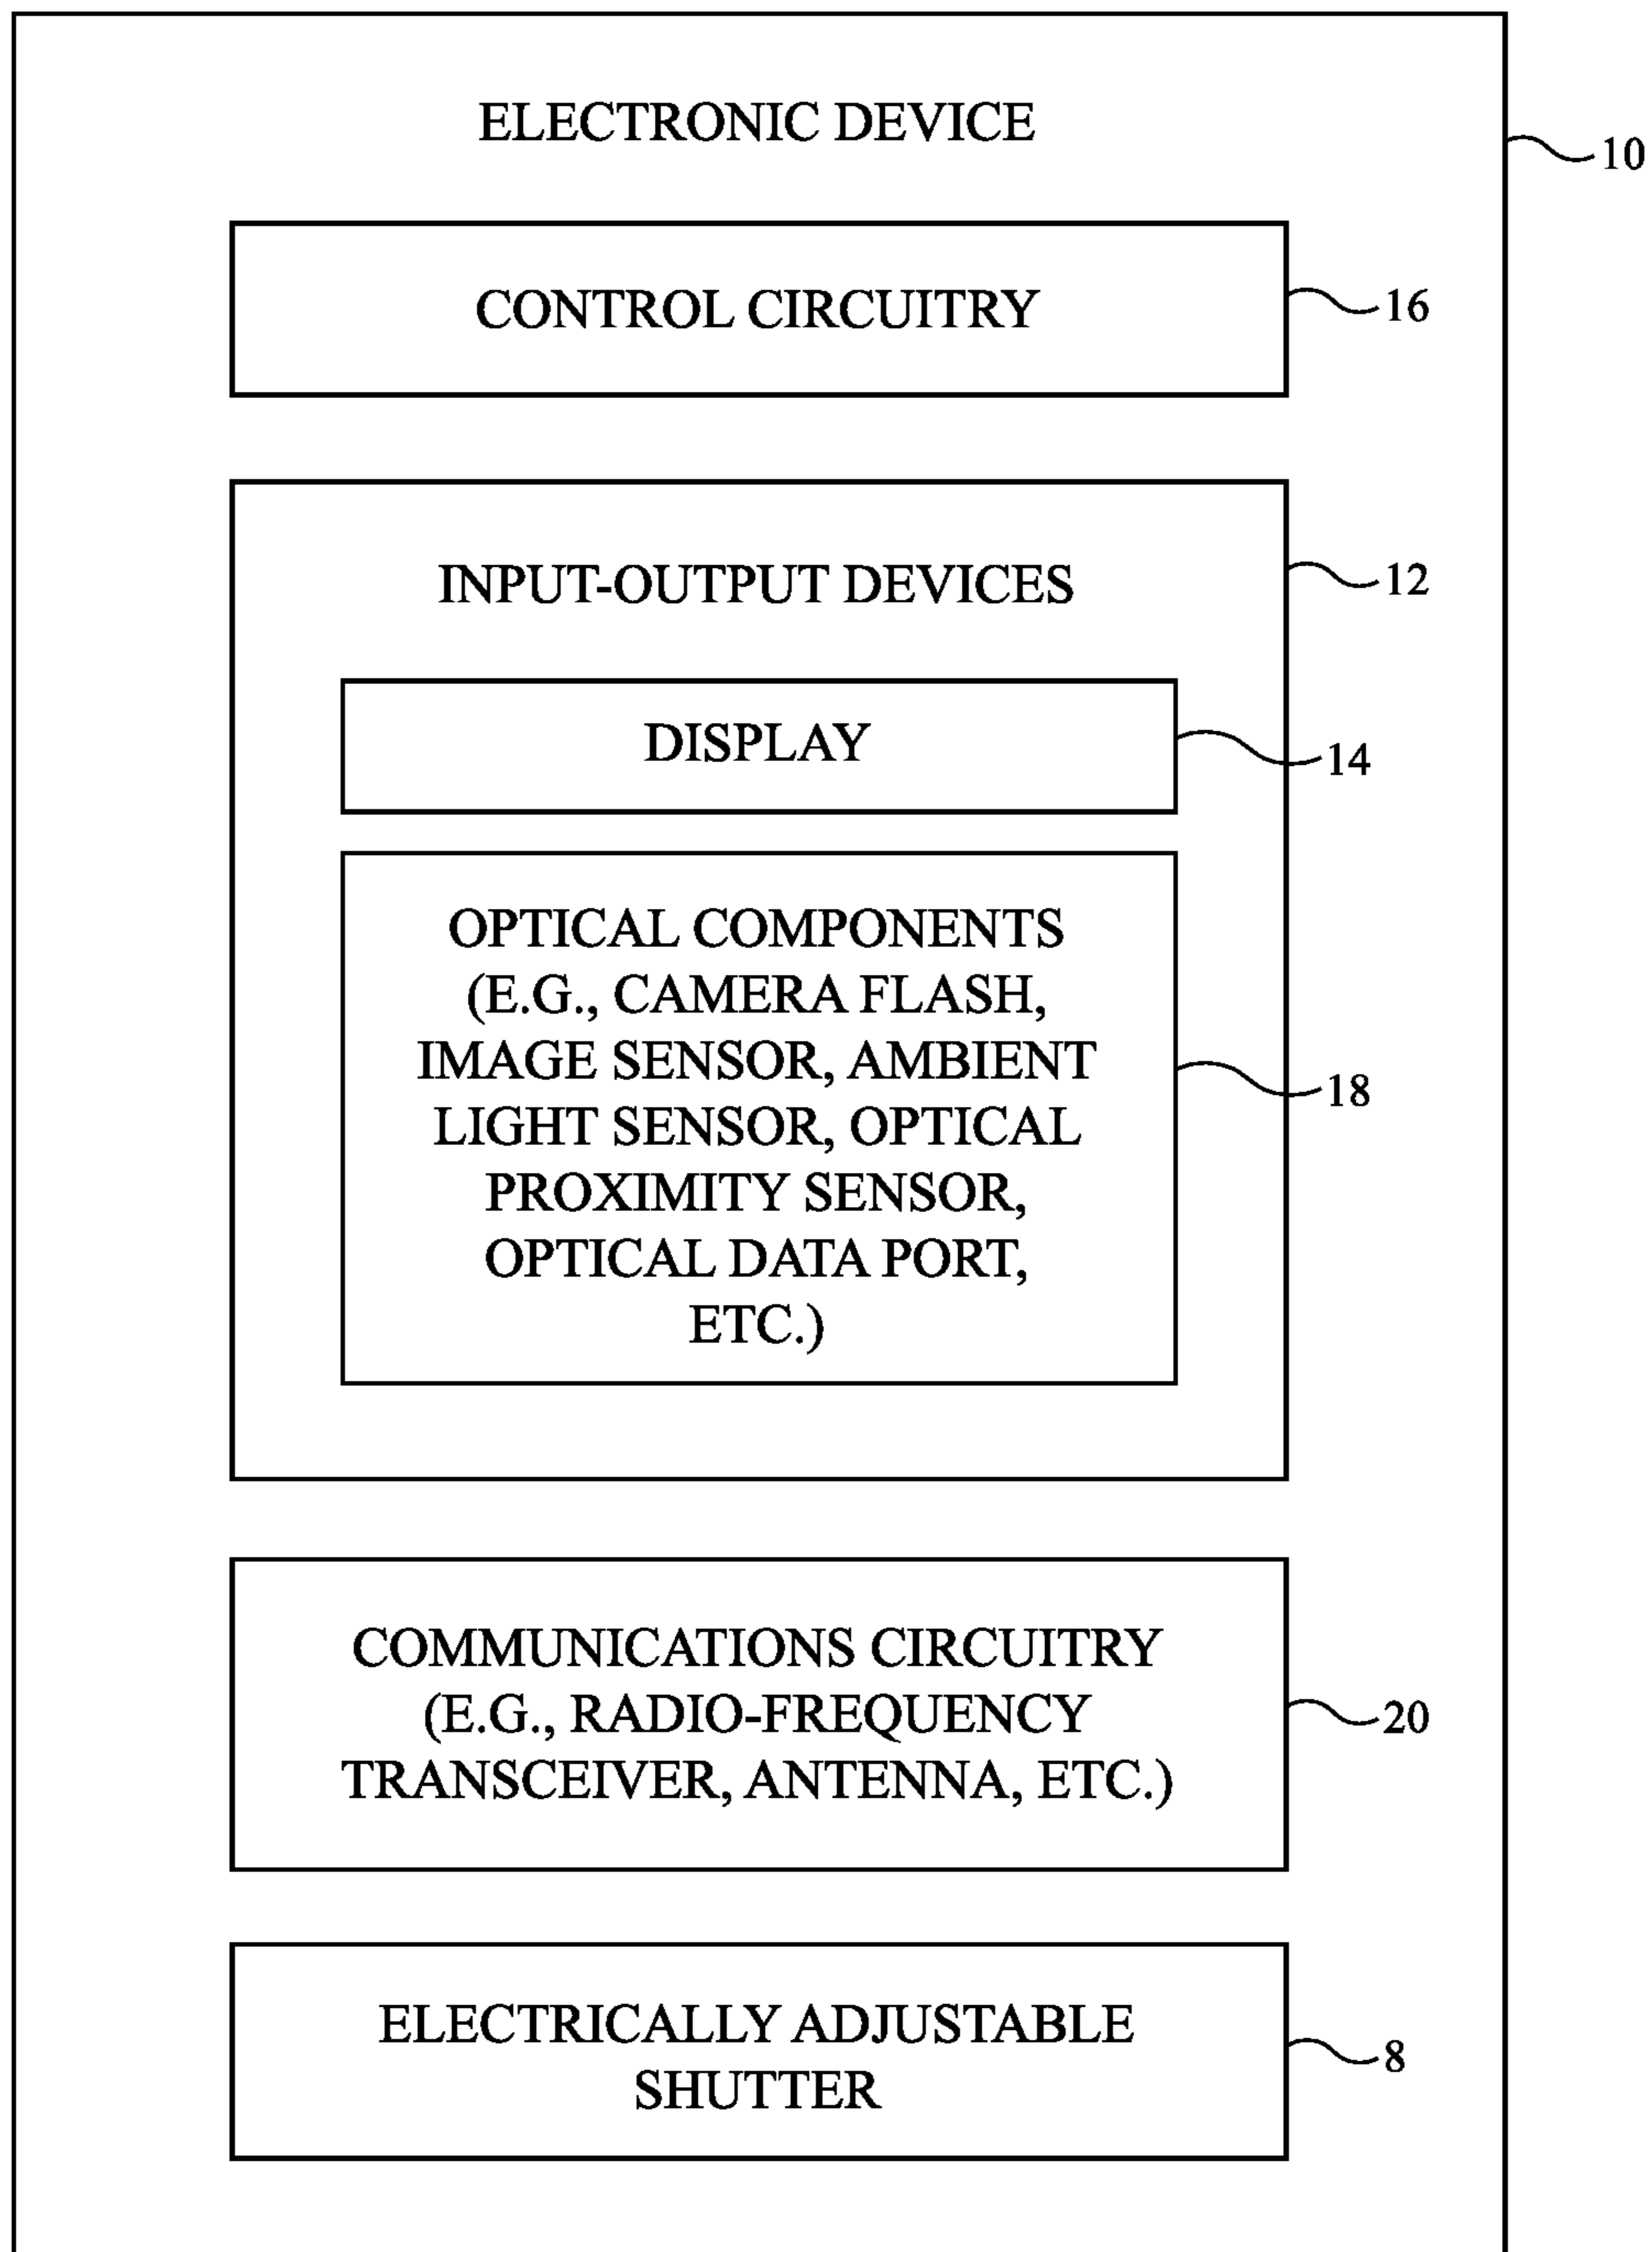 ELECTRONIC DEVICE
10
CONTROL CIRCUITRY
16
INPUT-OUTPUT DEVICES
12
DISPLAY
14
OPTICAL COMPONENTS
(E.G., CAMERA FLASH,
IMAGE SENSOR, AMBIENT
LIGHT SENSOR, OPTICAL
PROXIMITY SENSOR,
OPTICAL DATA PORT,
ETC.)
18
COMMUNICATIONS CIRCUITRY
(E.G., RADIO-FREQUENCY
TRANSCEIVER, ANTENNA, ETC.)
20
ELECTRICALLY ADJUSTABLE
SHUTTER
8